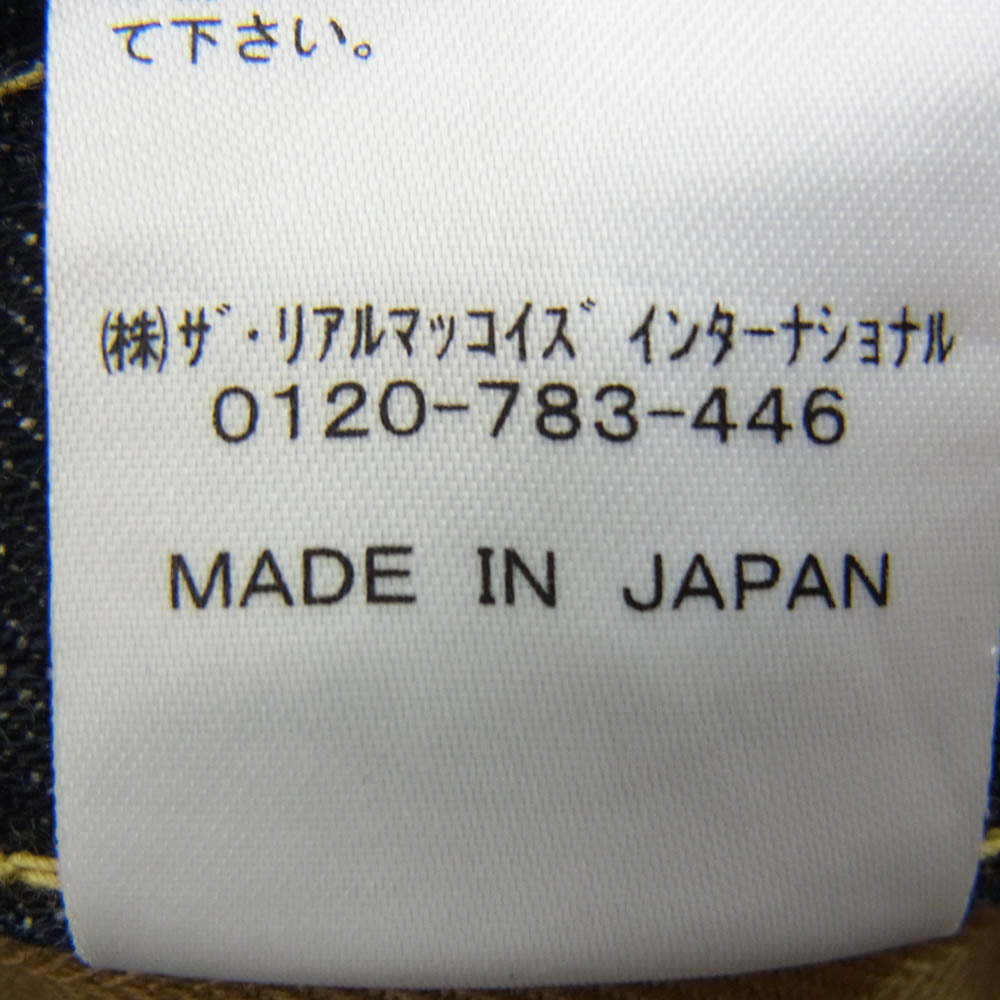 て下さい。
㈱ザ・リアルマッコイズ インターナショナル
0120-783-446
MADE IN JAPAN